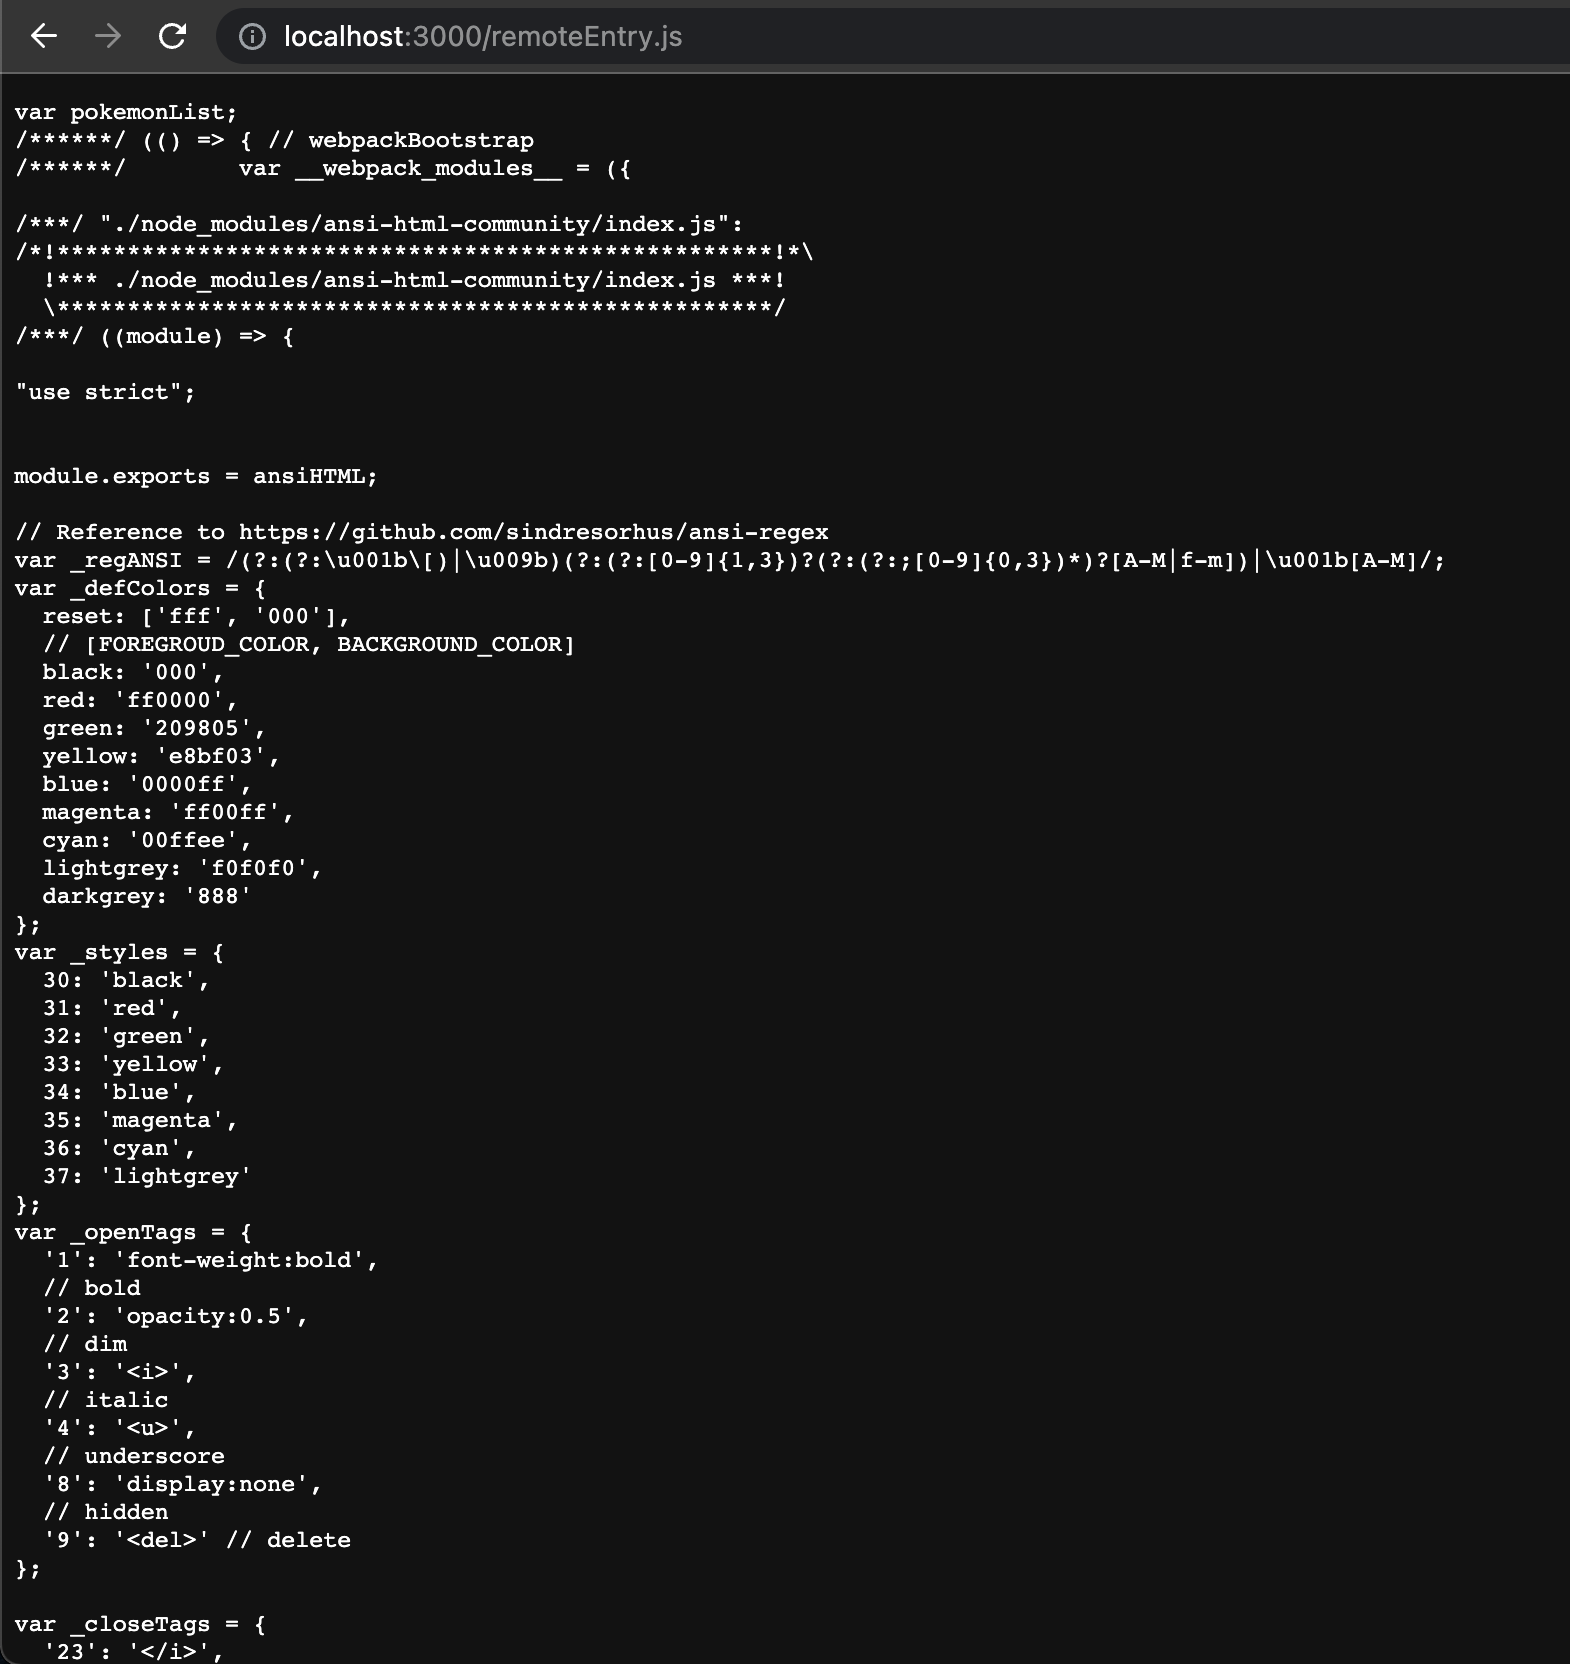 localhost:3000/remoteEntry.js
var pokemonList;
/******/ (() => { // webpackBootstrap
/******/        var __webpack_modules__ = ({

/***/ "./node_modules/ansi-html-community/index.js":
/*!***************************************************!*\
  !*** ./node_modules/ansi-html-community/index.js ***!
  \***************************************************/
/***/ ((module) => {

"use strict";


module.exports = ansiHTML;

// Reference to https://github.com/sindresorhus/ansi-regex
var _regANSI = /(?:(?:\u001b\[)|\u009b)(?:(?:[0-9]{1,3})?(?:(?:;[0-9]{0,3})*)?[A-M|f-m])|\u001b[A-M]/;
var _defColors = {
  reset: ['fff', '000'],
  // [FOREGROUD_COLOR, BACKGROUND_COLOR]
  black: '000',
  red: 'ff0000',
  green: '209805',
  yellow: 'e8bf03',
  blue: '0000ff',
  magenta: 'ff00ff',
  cyan: '00ffee',
  lightgrey: 'f0f0f0',
  darkgrey: '888'
};
var _styles = {
  30: 'black',
  31: 'red',
  32: 'green',
  33: 'yellow',
  34: 'blue',
  35: 'magenta',
  36: 'cyan',
  37: 'lightgrey'
};
var _openTags = {
  '1': 'font-weight:bold',
  // bold
  '2': 'opacity:0.5',
  // dim
  '3': '<i>',
  // italic
  '4': '<u>',
  // underscore
  '8': 'display:none',
  // hidden
  '9': '<del>' // delete
};

var _closeTags = {
  '23': '</i>',